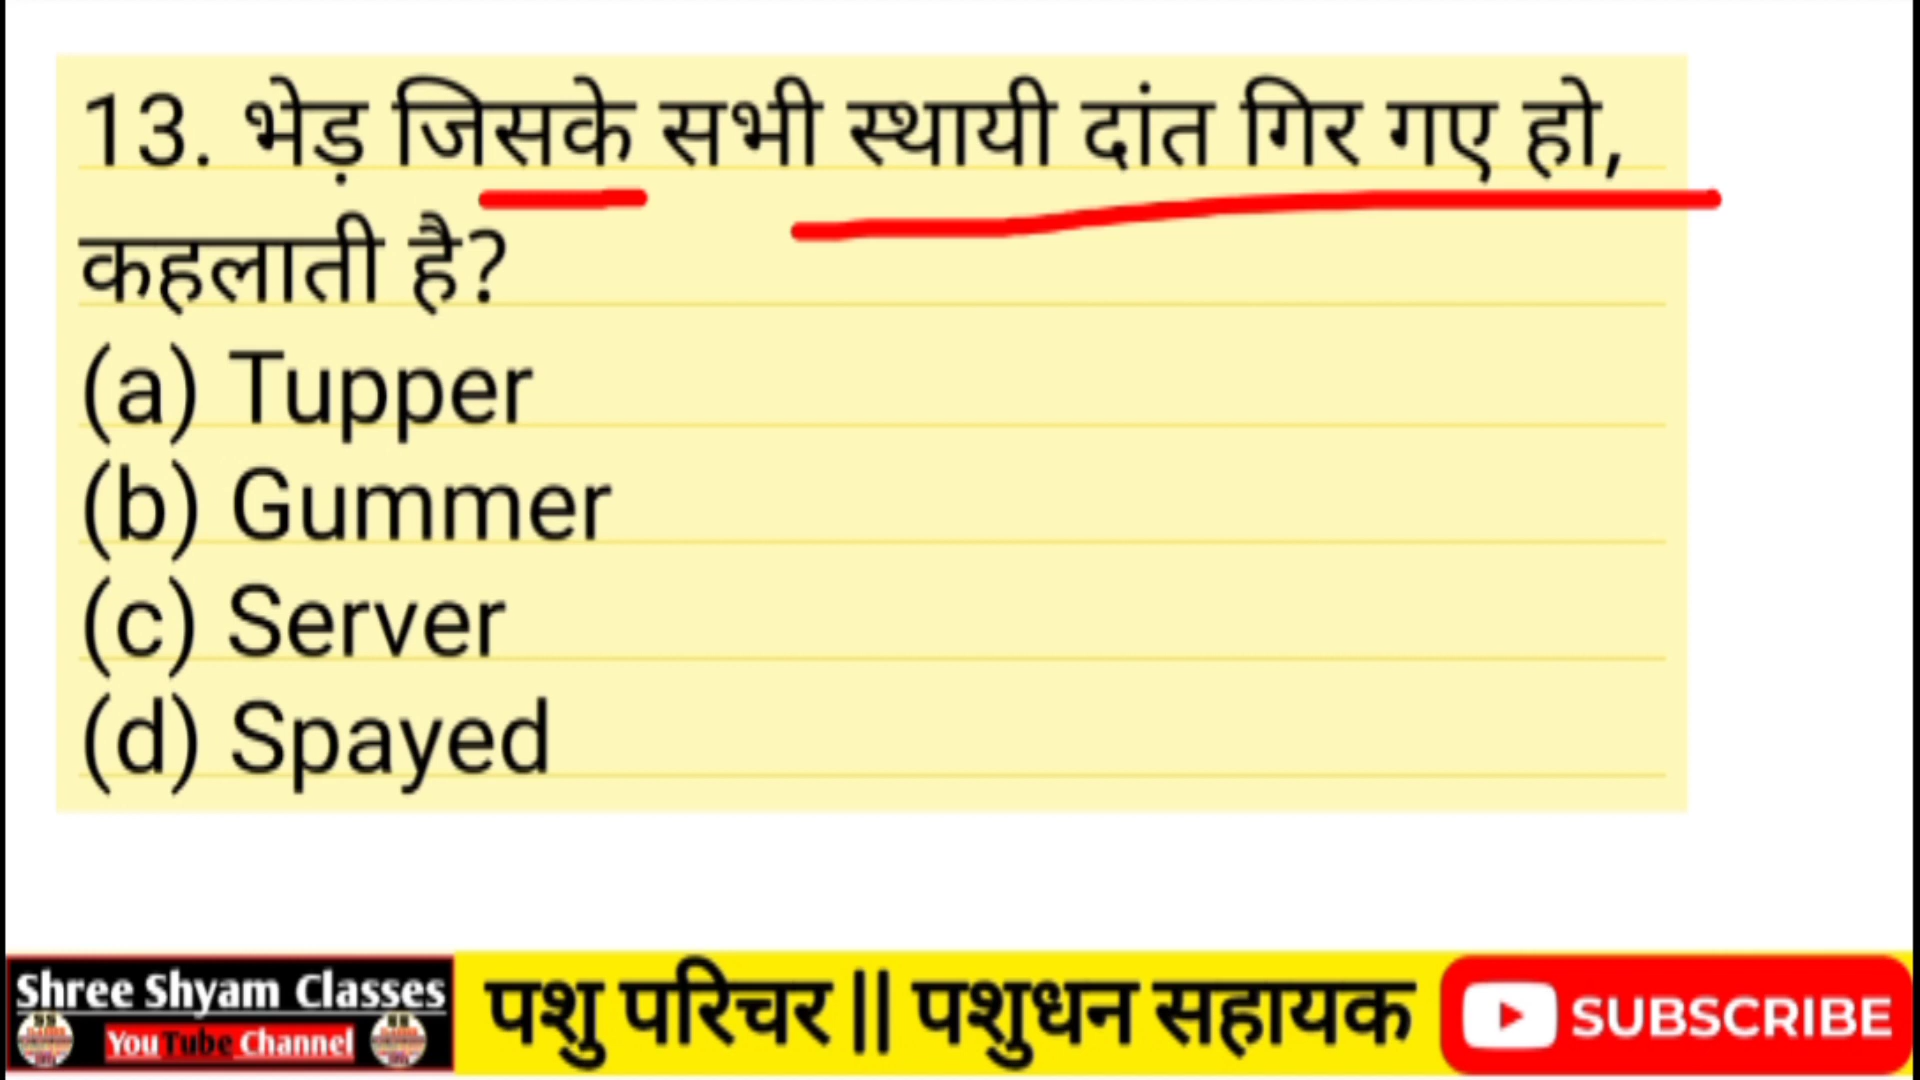 13. भेड़ जिसके सभी स्थायी दांत गिर गए हो,
कहलाती है?
(a) Tupper
(b) Gummer
(c) Server
(d) Spayed
Shree Shyam Classes
YouTube Channel
पशु परिचर || पशुधन सहायक
SUBSCRIBE